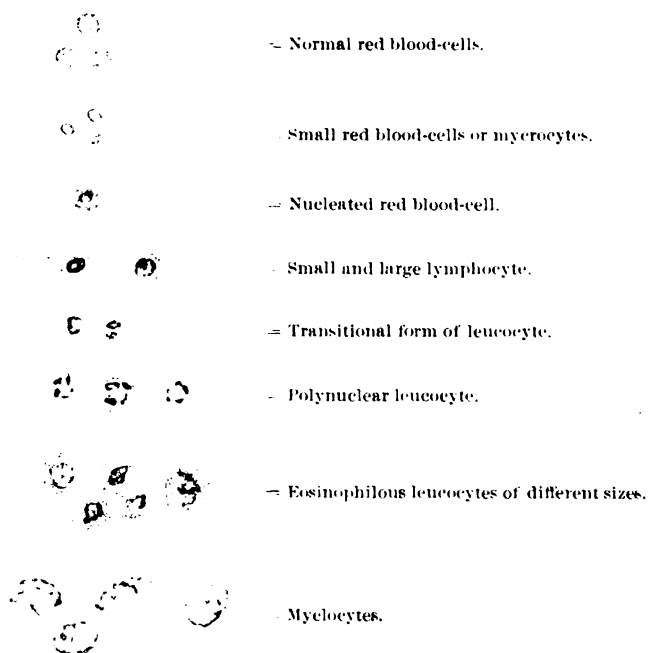 = Normal red blood-cells.
Small red blood-cells or mycrocytes.
= Nucleated red blood-cell.
Small and large lymphocyte.
= Transitional form of leucocyte.
= Polynuclear leucocyte.
= Eosinophilous leucocytes of different sizes.
Myelocytes.